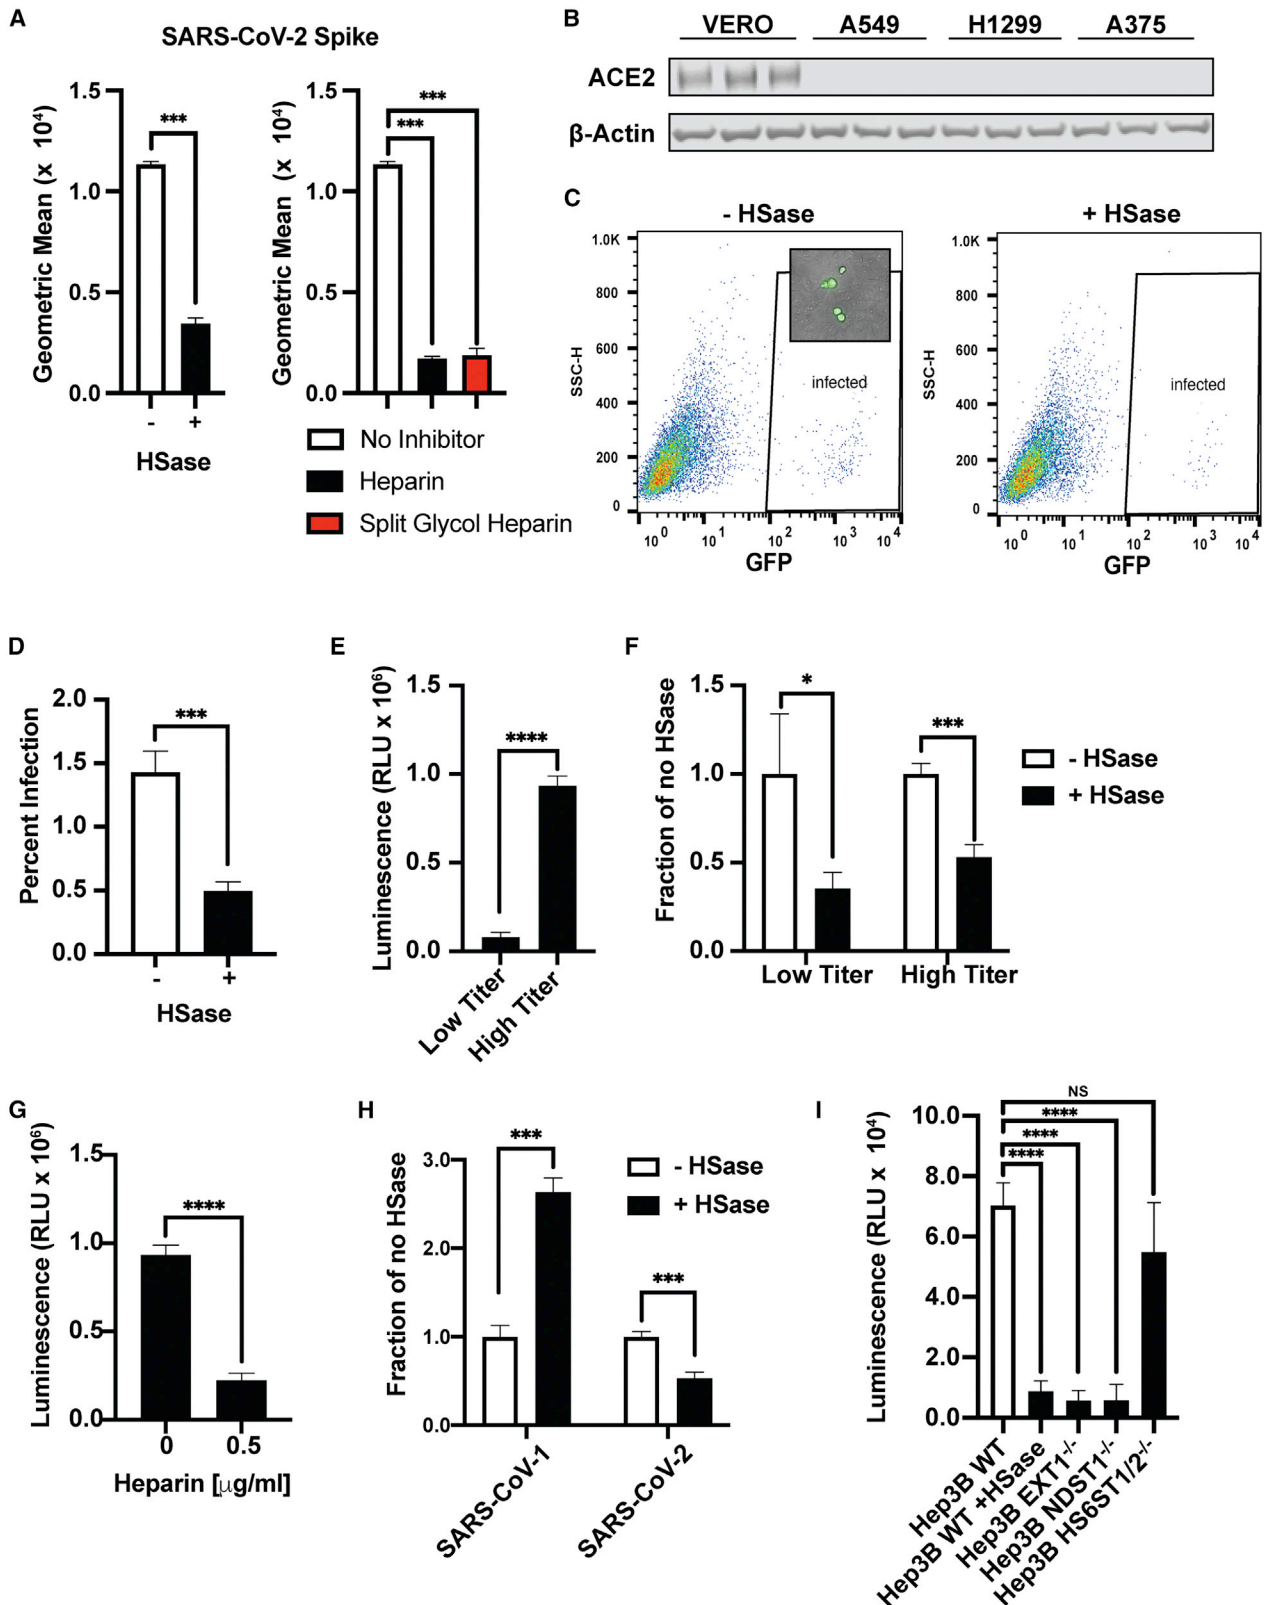 A
SARS-CoV-2 Spike
Geometric Mean (x 10⁴)
1.5
1.0
0.5
0.0
***
- +
HSase
Geometric Mean (x 10⁴)
1.5
1.0
0.5
0.0
***
***
No Inhibitor
Heparin
Split Glycol Heparin
B
VERO A549 H1299 A375
ACE2
β-Actin
C
- HSase
SSC-H
1.0K
800
600
400
200
0
infected
10⁰ 10¹ 10² 10³ 10⁴
GFP
+ HSase
SSC-H
1.0K
800
600
400
200
0
infected
10⁰ 10¹ 10² 10³ 10⁴
GFP
D
Percent Infection
2.0
1.5
1.0
0.5
0.0
***
- +
HSase
E
Luminescence (RLU x 10⁶)
1.5
1.0
0.5
0.0
****
Low Titer
High Titer
F
Fraction of no HSase
1.5
1.0
0.5
0.0
*
***
Low Titer High Titer
- HSase
+ HSase
G
Luminescence (RLU x 10⁶)
1.5
1.0
0.5
0.0
****
0 0.5
Heparin [μg/ml]
H
Fraction of no HSase
3.0
2.0
1.0
0.0
***
***
- HSase
+ HSase
SARS-CoV-1
SARS-CoV-2
I
Luminescence (RLU x 10⁴)
10.0
8.0
6.0
4.0
2.0
0.0
NS
****
****
****
Hep3B WT
Hep3B WT +HSase
Hep3B EXT1⁻/⁻
Hep3B NDST1⁻/⁻
Hep3B HS6ST1/2⁻/⁻